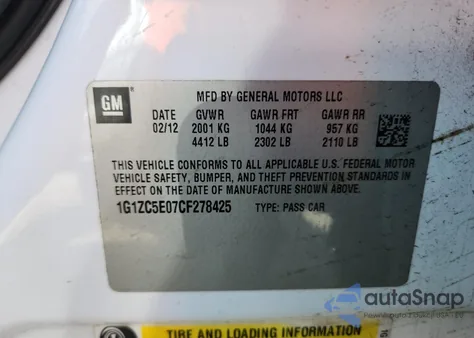 GM
MFD BY GENERAL MOTORS LLC
DATE GVWR GAWR FRT GAWR RR
02/12 2001 KG 1044 KG 957 KG
4412 LB 2302 LB 2110 LB
THIS VEHICLE CONFORMS TO ALL APPLICABLE U.S. FEDERAL MOTOR
VEHICLE SAFETY, BUMPER, AND THEFT PREVENTION STANDARDS IN
EFFECT ON THE DATE OF MANUFACTURE SHOWN ABOVE.
1G1ZC5E07CF278425 TYPE: PASS CAR
autoSnap
TIRE AND LOADING INFORMATION